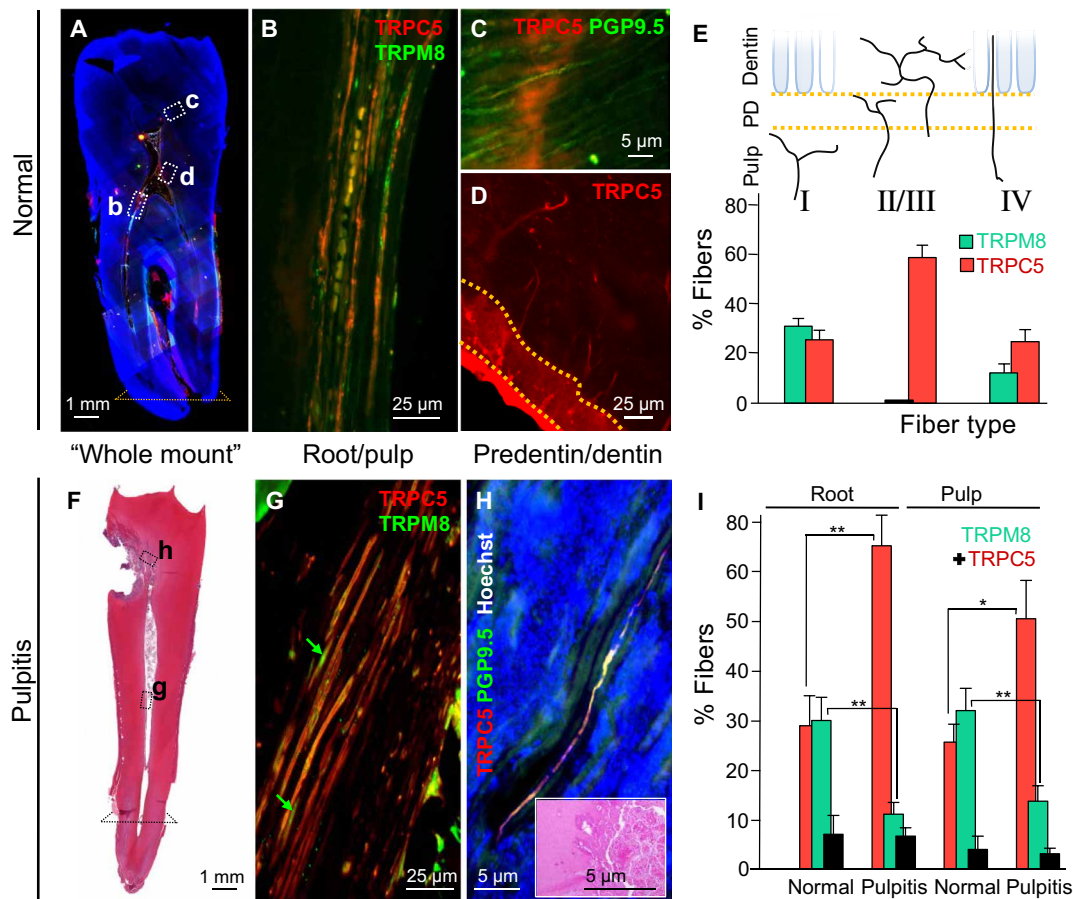 Normal
A
c
d
b
1 mm
B
TRPC5
TRPM8
25 µm
C
TRPC5 PGP9.5
5 µm
D
TRPC5
25 µm
E
Dentin
PD
Pulp
I
II/III
IV
80
60
40
20
0
% Fibers
TRPM8
TRPC5
Fiber type
"Whole mount"
Root/pulp
Predentin/dentin
Pulpitis
F
h
g
1 mm
G
TRPC5
TRPM8
25 µm
H
TRPC5 PGP9.5 Hoechst
5 µm
5 µm
I
Root
Pulp
TRPM8
+TRPC5
80
70
60
50
40
30
20
10
0
% Fibers
**
**
*
**
Normal Pulpitis Normal Pulpitis